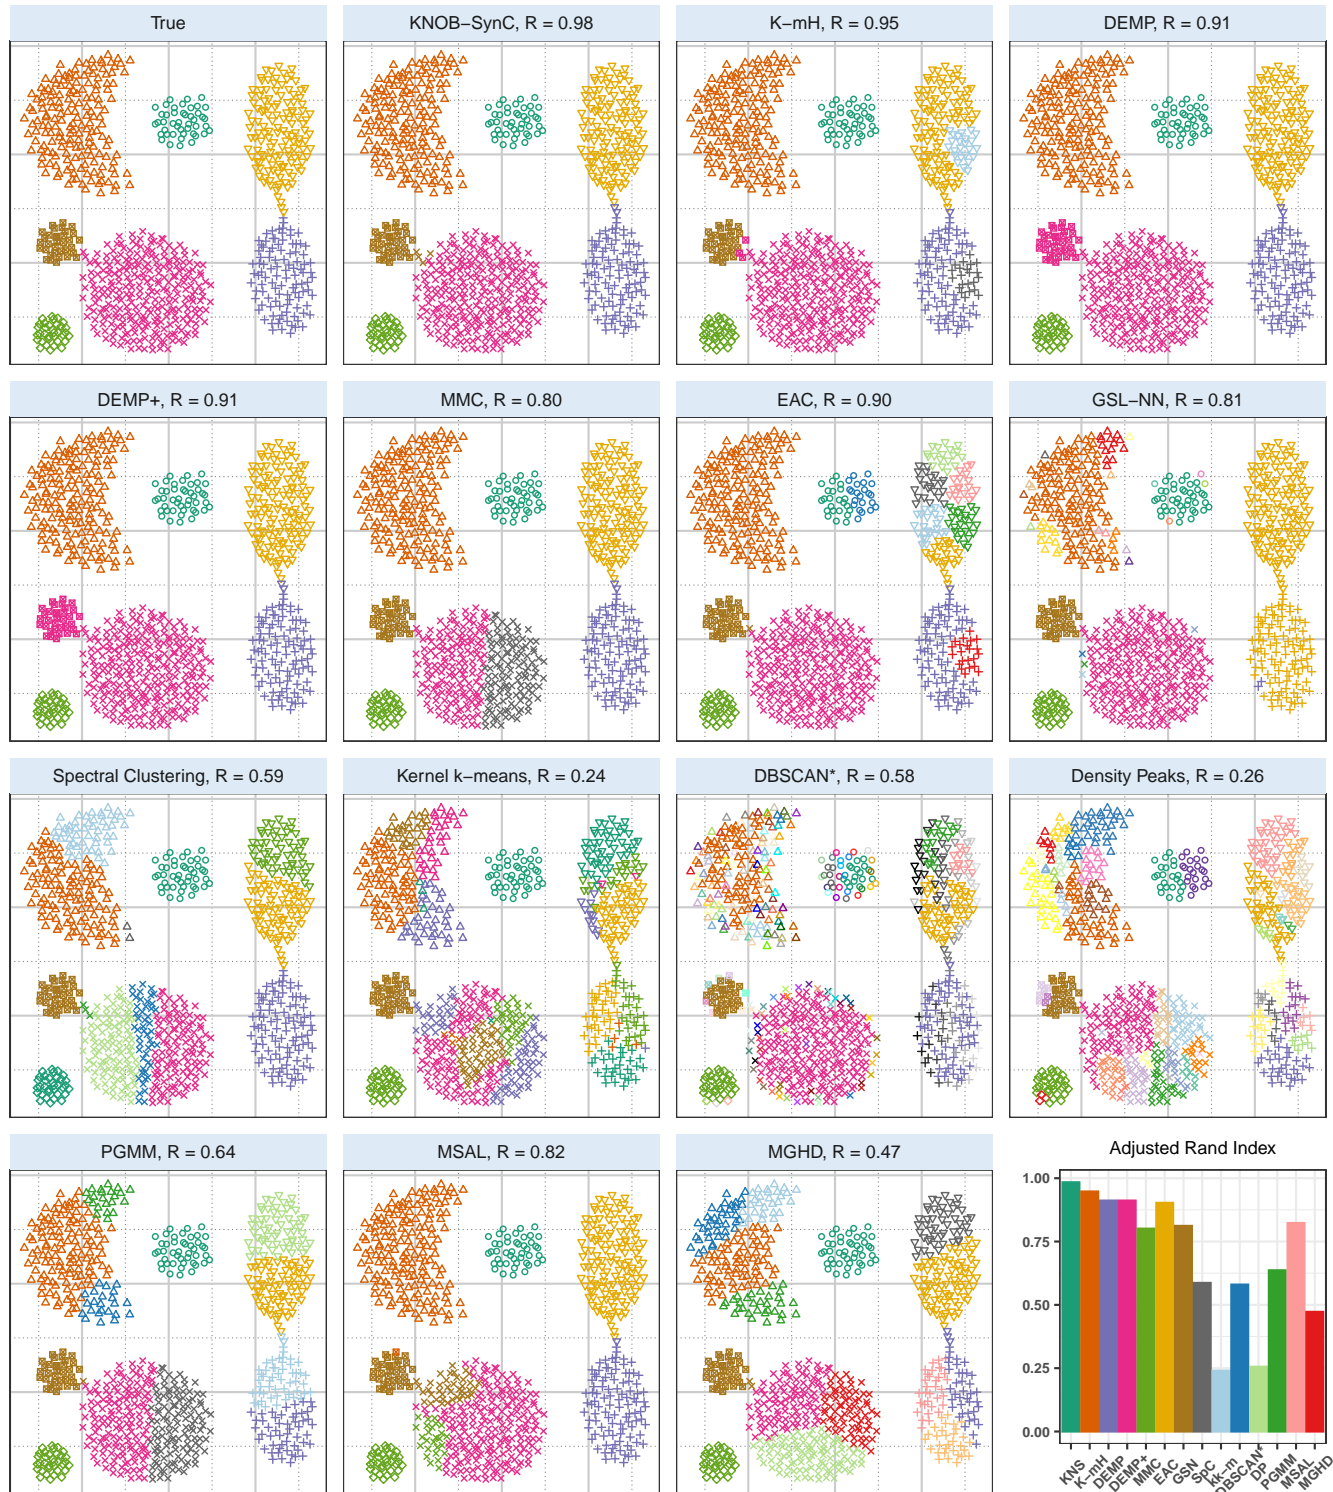 True
KNOB−SynC, R = 0.98
K−mH, R = 0.95
DEMP, R = 0.91
DEMP+, R = 0.91
MMC, R = 0.80
EAC, R = 0.90
GSL−NN, R = 0.81
Spectral Clustering, R = 0.59
Kernel k−means, R = 0.24
DBSCAN*, R = 0.58
Density Peaks, R = 0.26
PGMM, R = 0.64
MSAL, R = 0.82
MGHD, R = 0.47
Adjusted Rand Index
1.00
0.75
0.50
0.25
0.00
KNS
K−mH
DEMP
DEMP+
MMC
EAC
GSN
SpC
kk−m
DBSCAN*
DP
PGMM
MSAL
MGHD